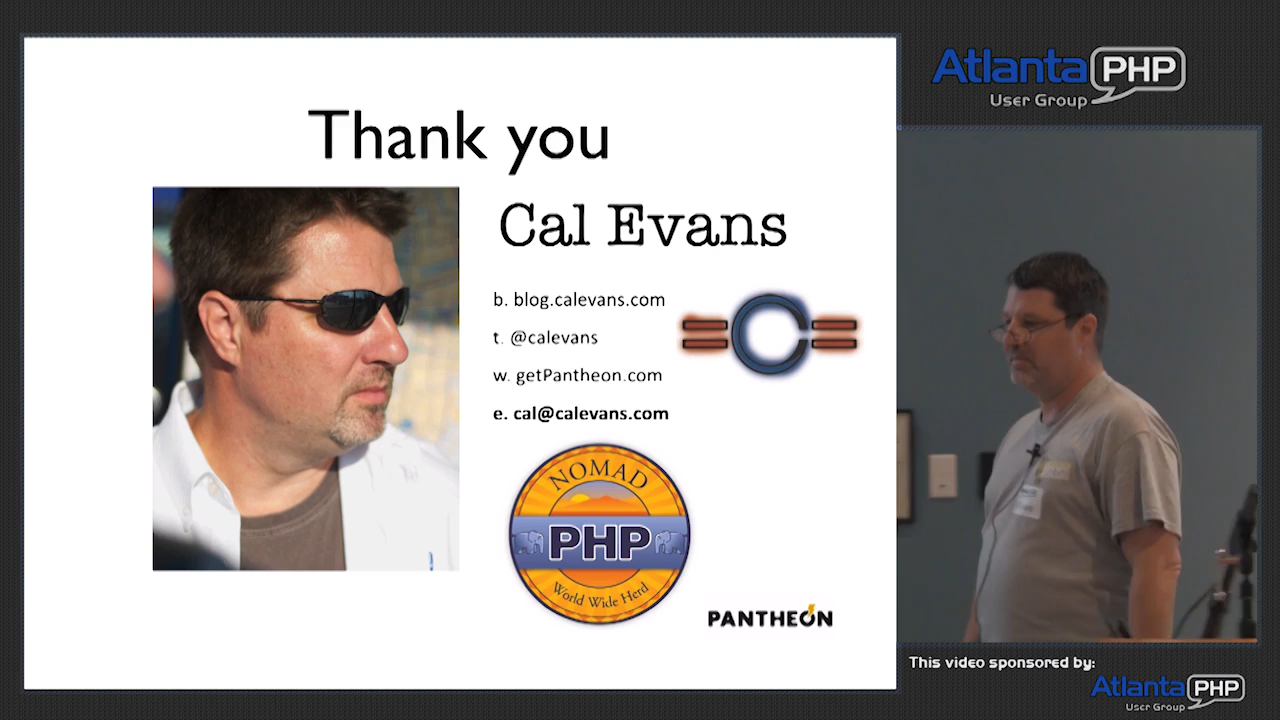 Thank you
Cal Evans
b. blog.calevans.com
t. @calevans
w. getPantheon.com
e. cal@calevans.com
NOMAD
PHP
World Wide Herd
PANTHEON
Atlanta PHP
User Group
This video sponsored by:
Atlanta PHP
User Group